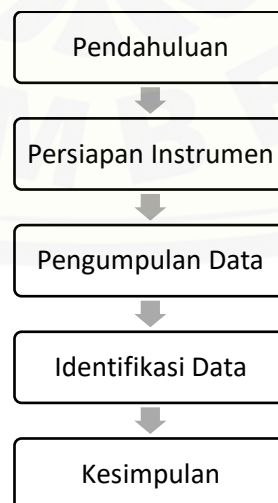 Pendahuluan
Persiapan Instrumen
Pengumpulan Data
Identifikasi Data
Kesimpulan